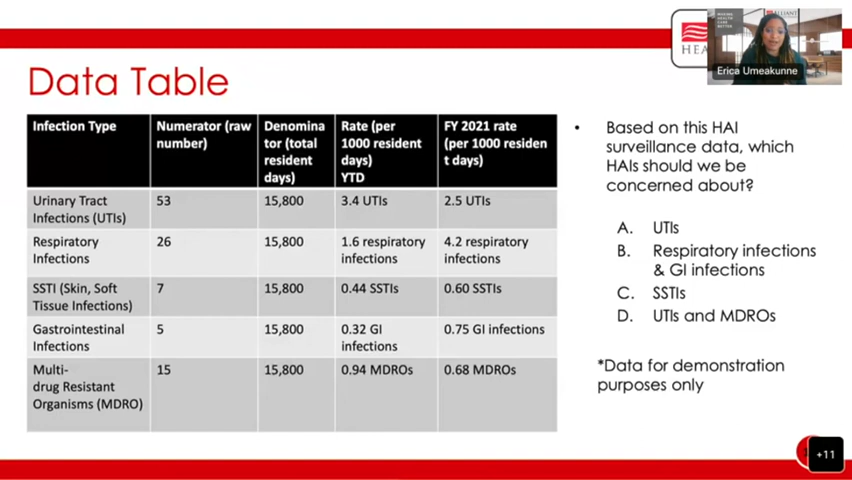 MAKING
HEALTH
CARE
BETTER
ALLIANT
HEA
Erica Umeakunne
Data Table
Infection Type
Numerator (raw
number)
Denomina
tor (total
resident
days)
Rate (per
1000 resident
days)
YTD
FY 2021 rate
(per 1000 residen
t days)
Urinary Tract
Infections (UTIs)
53
15,800
3.4 UTIs
2.5 UTIs
Respiratory
Infections
26
15,800
1.6 respiratory
infections
4.2 respiratory
infections
SSTI (Skin, Soft
Tissue Infections)
7
15,800
0.44 SSTIs
0.60 SSTIs
Gastrointestinal
Infections
5
15,800
0.32 GI
infections
0.75 GI infections
Multi-
drug Resistant
Organisms (MDRO)
15
15,800
0.94 MDROs
0.68 MDROs
• Based on this HAI
surveillance data, which
HAIs should we be
concerned about?
A. UTIs
B. Respiratory infections
& GI infections
C. SSTIs
D. UTIs and MDROs
*Data for demonstration
purposes only
+11